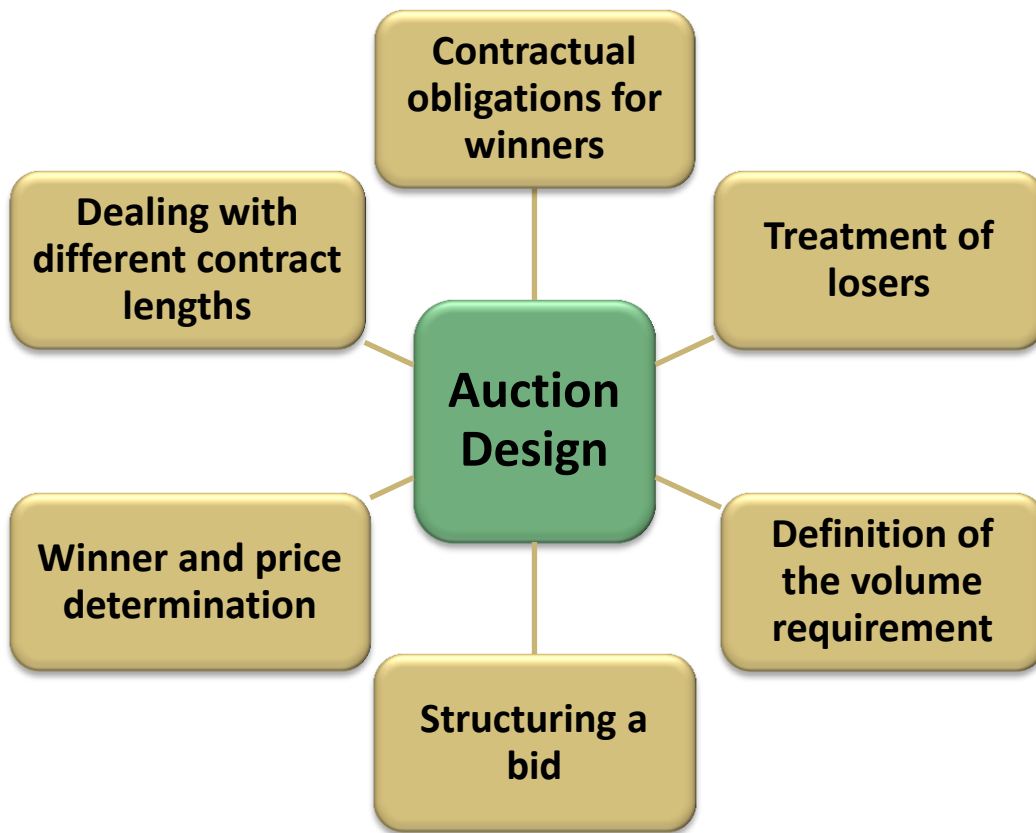 Contractual
obligations for
winners
Dealing with
different contract
lengths
Treatment of
losers
Auction
Design
Winner and price
determination
Definition of
the volume
requirement
Structuring a
bid